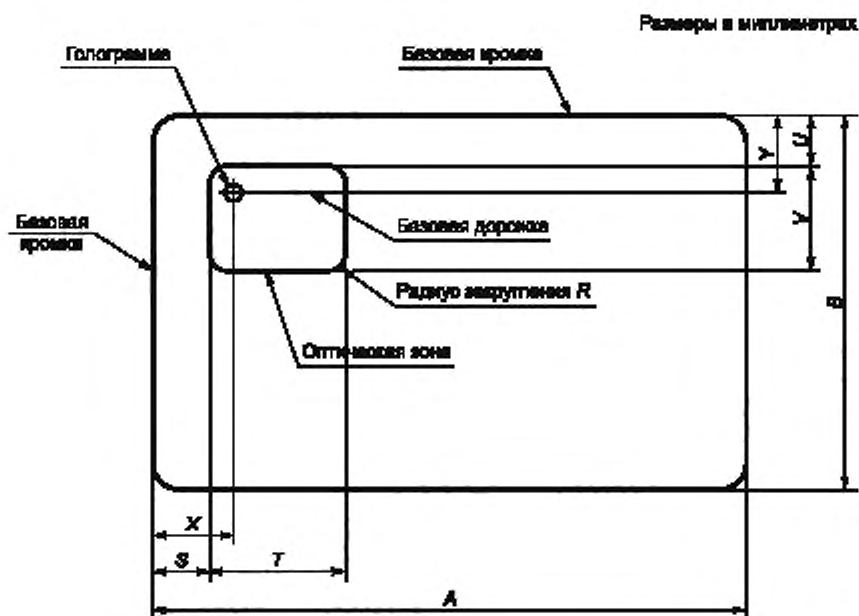 Размеры в миллиметрах
Голограмма
Базовая кромка
Y
U
V
Базовая
кромка
Базовая дорожка
Радиус закругления R
B
Оптическая зона
X
S
T
A